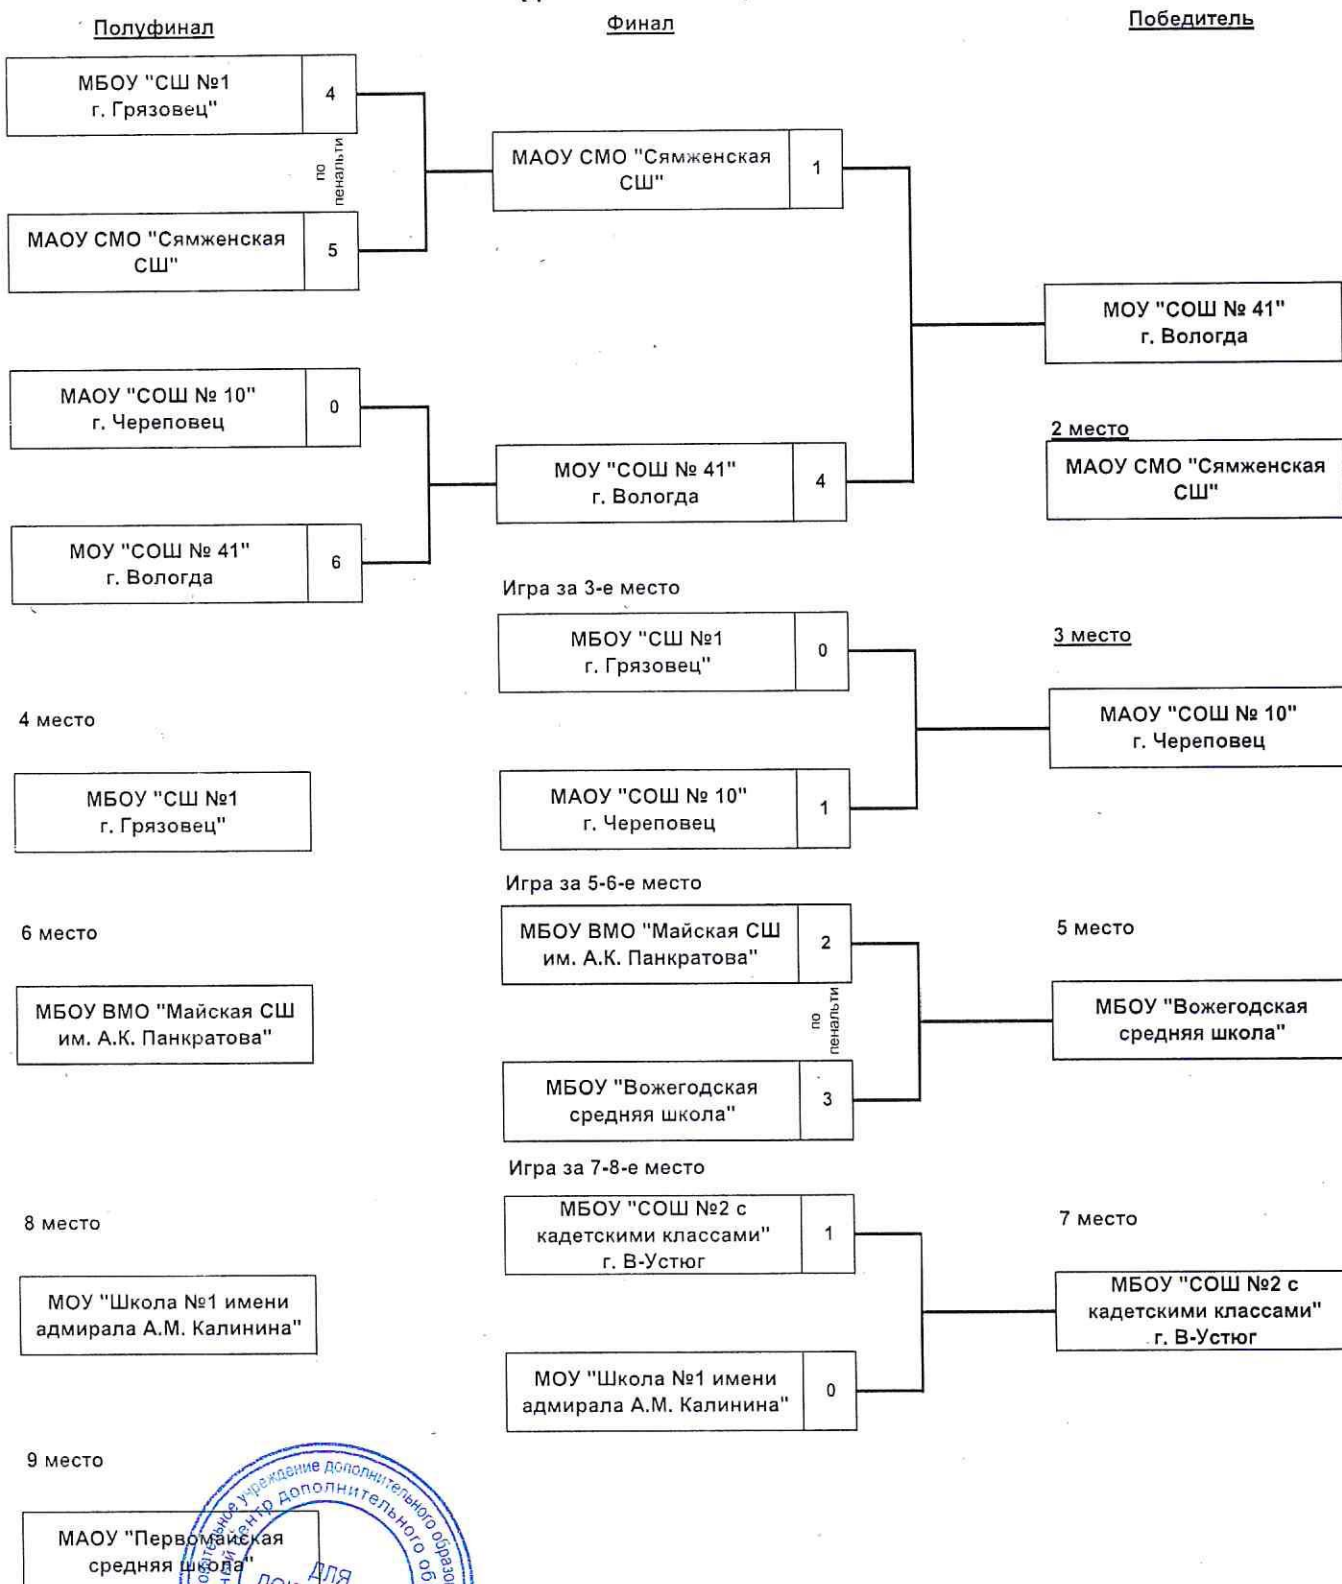 Полуфинал
Финал
Победитель
МБОУ "СШ №1
г. Грязовец"
4
по
пенальти
МАОУ СМО "Сямженская
СШ"
5
МАОУ СМО "Сямженская
СШ"
1
МАОУ "СОШ № 10"
г. Череповец
0
МОУ "СОШ № 41"
г. Вологда
6
МОУ "СОШ № 41"
г. Вологда
4
МОУ "СОШ № 41"
г. Вологда
2 место
МАОУ СМО "Сямженская
СШ"
Игра за 3-е место
МБОУ "СШ №1
г. Грязовец"
0
МАОУ "СОШ № 10"
г. Череповец
1
3 место
МАОУ "СОШ № 10"
г. Череповец
4 место
МБОУ "СШ №1
г. Грязовец"
Игра за 5-6-е место
МБОУ ВМО "Майская СШ
им. А.К. Панкратова"
2
по
пенальти
МБОУ "Вожегодская
средняя школа"
3
5 место
МБОУ "Вожегодская
средняя школа"
6 место
МБОУ ВМО "Майская СШ
им. А.К. Панкратова"
Игра за 7-8-е место
МБОУ "СОШ №2 с
кадетскими классами"
г. В-Устюг
1
МОУ "Школа №1 имени
адмирала А.М. Калинина"
0
7 место
МБОУ "СОШ №2 с
кадетскими классами"
г. В-Устюг
8 место
МОУ "Школа №1 имени
адмирала А.М. Калинина"
9 место
МАОУ "Первомайская
средняя школа"
учреждение дополнительного
центр дополнительного
ДЛЯ